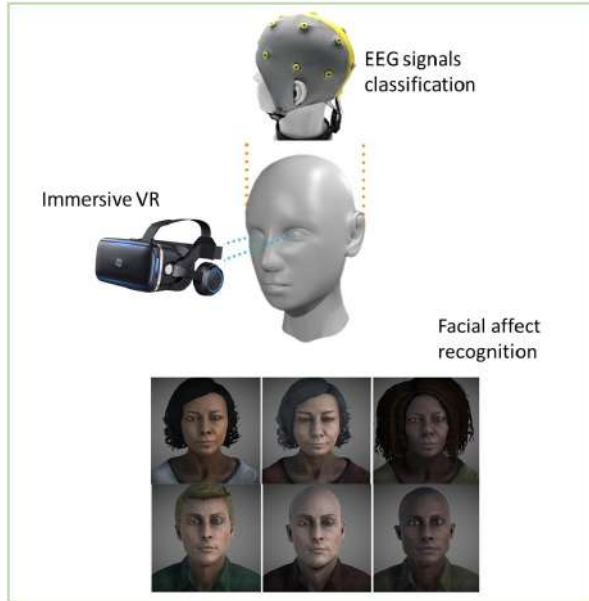 EEG signals
classification
Immersive VR
Facial affect
recognition